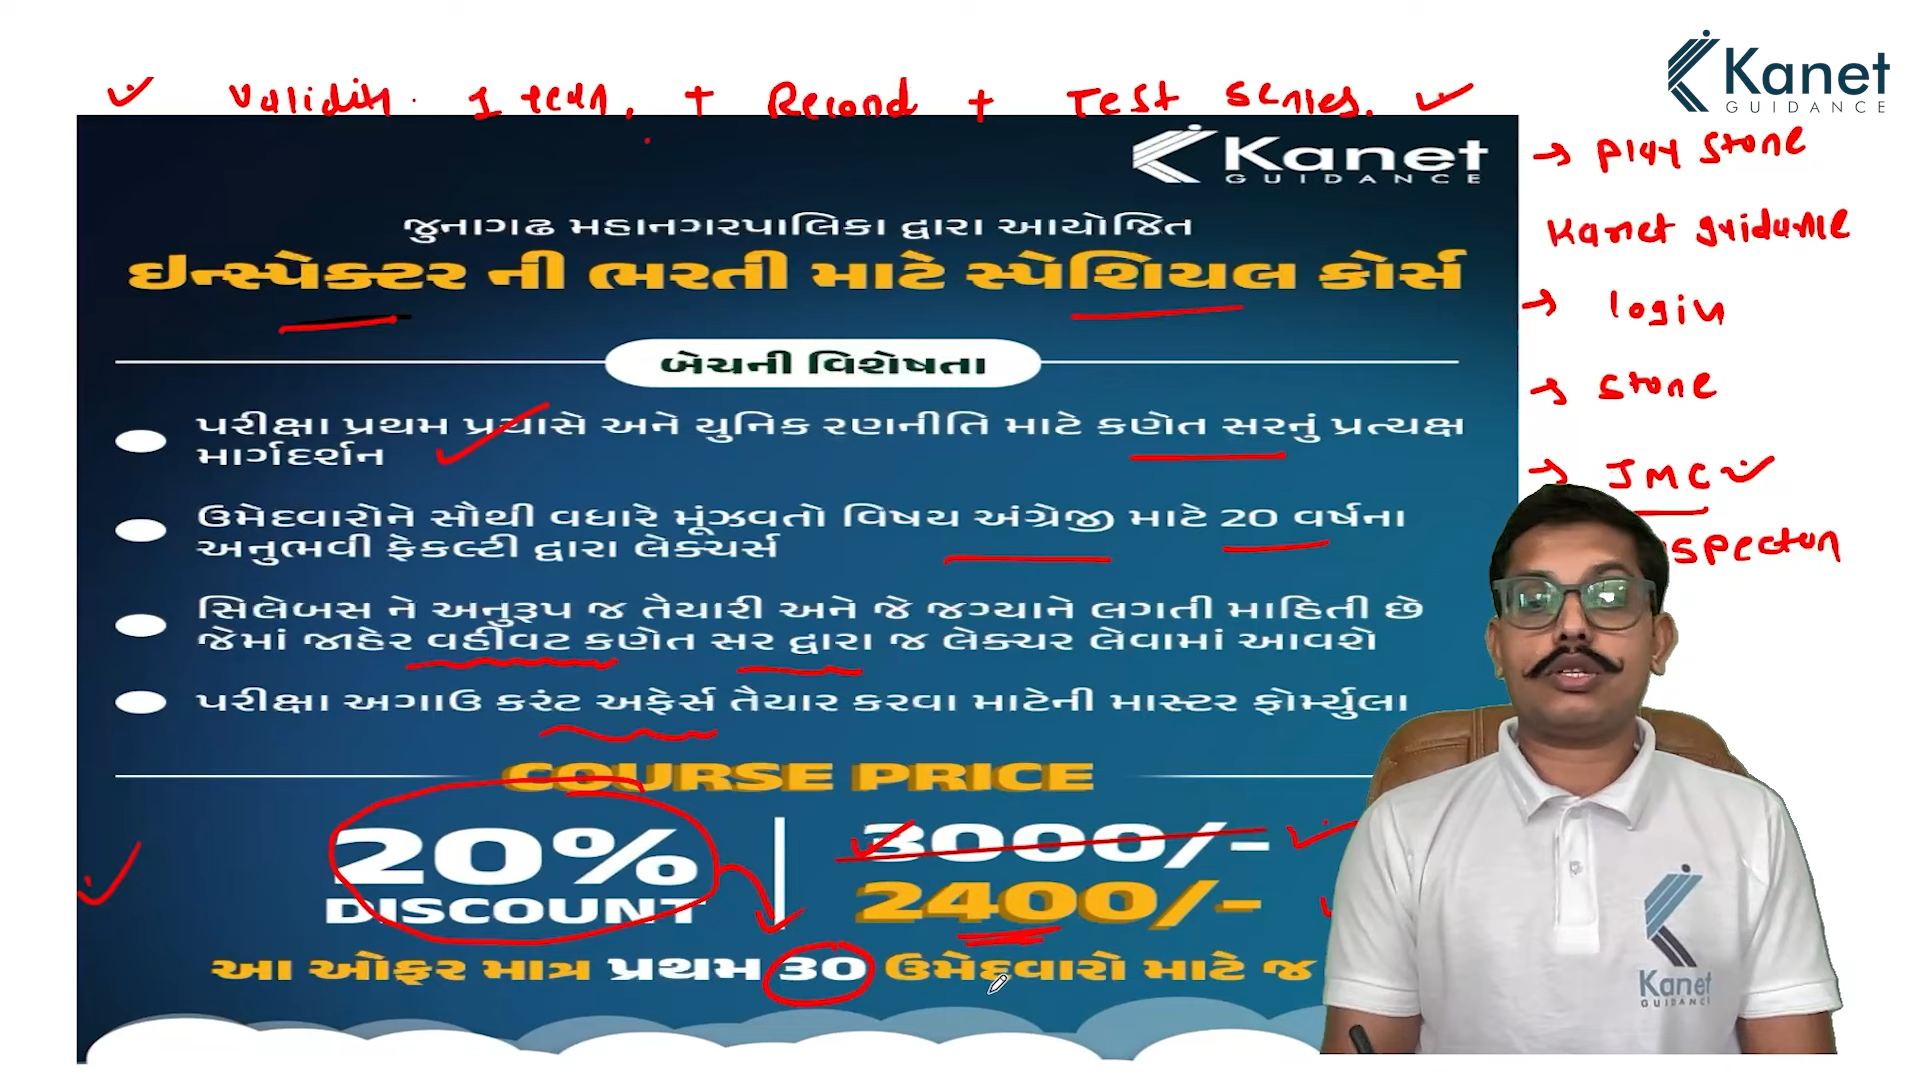 Kanet
GUIDANCE
validity 1 year, + Record + Test series.
Kanet
GUIDANCE
જુનાગઢ મહાનગરપાલિકા દ્વારા આયોજિત
ઇન્સ્પેક્ટર ની ભરતી માટે સ્પેશિયલ કોર્સ
બેચની વિશેષતા
પરીક્ષા પ્રથમ પ્રયાસે અને યુનિક રણનીતિ માટે કણેત સરનું પ્રત્યક્ષ
માર્ગદર્શન
ઉમેદવારોને સૌથી વધારે મૂંઝવતો વિષય અંગ્રેજી માટે 20 વર્ષના
અનુભવી ફેકલ્ટી દ્વારા લેક્ચર્સ
સિલેબસ ને અનુરૂપ જ તૈયારી અને જે જગ્યાને લગતી માહિતી છે
જેમાં જાહેર વહીવટ કણેત સર દ્વારા જ લેક્ચર લેવામાં આવશે
પરીક્ષા અગાઉ કરંટ અફેર્સ તૈયાર કરવા માટેની માસ્ટર ફોર્મ્યુલા
COURSE PRICE
20%
DISCOUNT
3000/-
2400/-
આ ઓફર માત્ર પ્રથમ 30 ઉમેદવારો માટે જ
→ Play Store
Kanet guidance
→ login
→ Store
→ JMC
Kanet
GUIDANCE